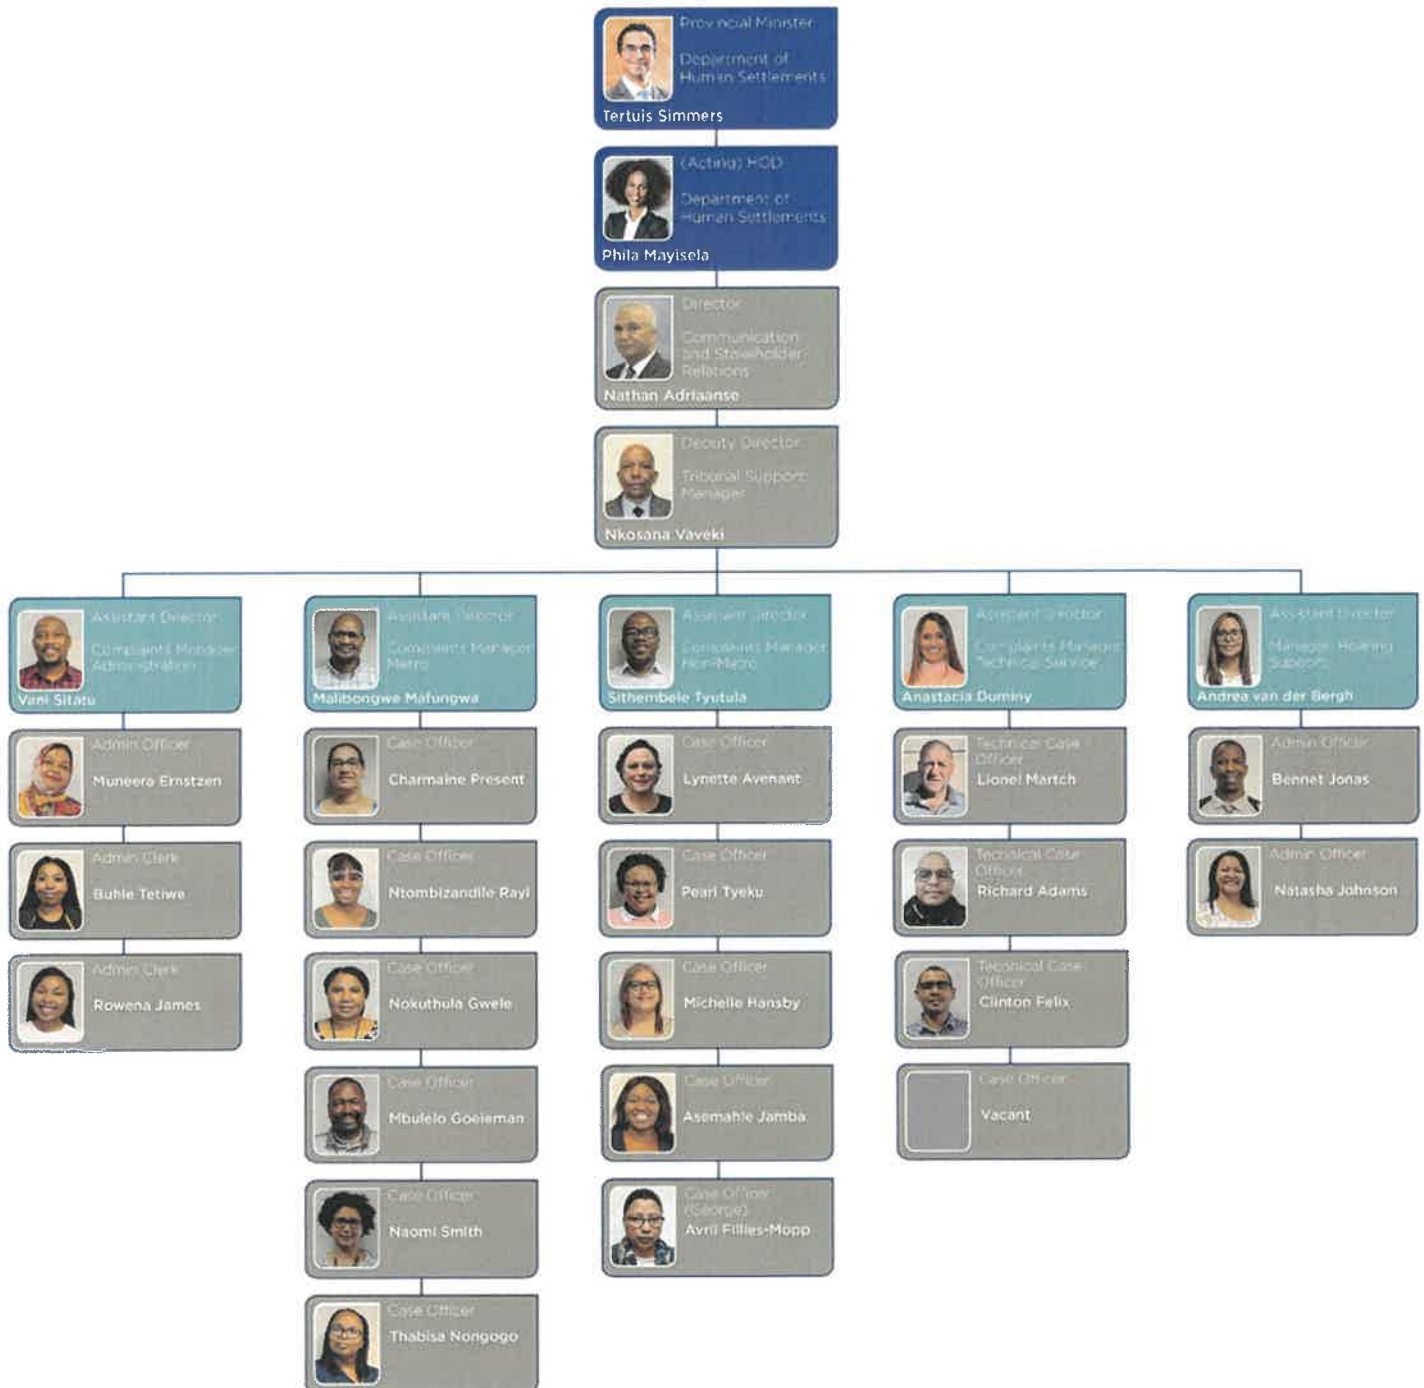 Provincial Minister
Department of
Human Settlements
Tertuis Simmers
(Acting) HOD
Department of
Human Settlements
Phila Mayisela
Director
Communication
and Stakeholder
Relations
Nathan Adriaanse
Deputy Director
Tribunal Support
Manager
Nkosana Vaveki
Assistant Director
Complaints Manager
Administration
Vani Sitatu
Admin Officer
Muneera Ernstzen
Admin Clerk
Buhle Tetiwe
Admin Clerk
Rowena James
Assistant Director
Complaints Manager
Metro
Malibongwe Mafungwa
Case Officer
Charmaine Present
Case Officer
Ntombizandile Rayi
Case Officer
Nokuthula Gwele
Case Officer
Mbulelo Goeieman
Case Officer
Naomi Smith
Case Officer
Thabisa Nongogo
Assistant Director
Complaints Manager
Non-Metro
Sithembele Tyutula
Case Officer
Lynette Avenant
Case Officer
Pearl Tyeku
Case Officer
Michelle Hansby
Case Officer
Asemahle Jamba
Case Officer
(George)
Avril Fillies-Mopp
Assistant Director
Complaints Manager
Technical Service
Anastacia Duminy
Technical Case
Officer
Lionel Martch
Technical Case
Officer
Richard Adams
Technical Case
Officer
Clinton Felix
Case Officer
Vacant
Assistant Director
Manager Hearing
Support
Andrea van der Bergh
Admin Officer
Bennet Jonas
Admin Officer
Natasha Johnson